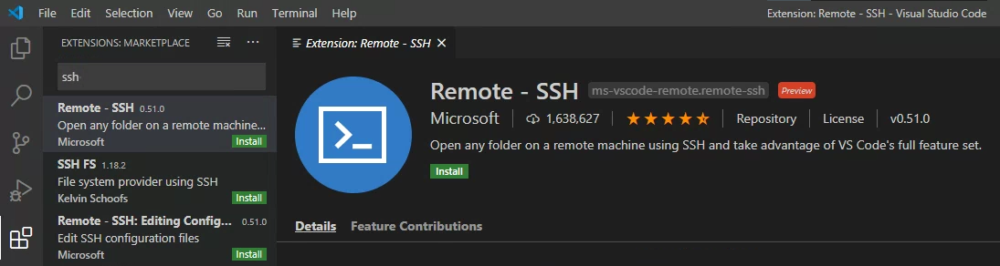 File Edit Selection View Go Run Terminal Help Extension: Remote - SSH - Visual Studio Code
EXTENSIONS: MARKETPLACE ...
ssh
Remote - SSH 0.51.0
Open any folder on a remote machine...
Microsoft Install
SSH FS 1.18.2
File system provider using SSH
Kelvin Schoofs Install
Remote - SSH: Editing Config... 0.51.0
Edit SSH configuration files
Microsoft Install
Extension: Remote - SSH
Remote - SSH ms-vscode-remote.remote-ssh Preview
Microsoft 1,638,627 Repository License v0.51.0
Open any folder on a remote machine using SSH and take advantage of VS Code's full feature set.
Install
Details Feature Contributions